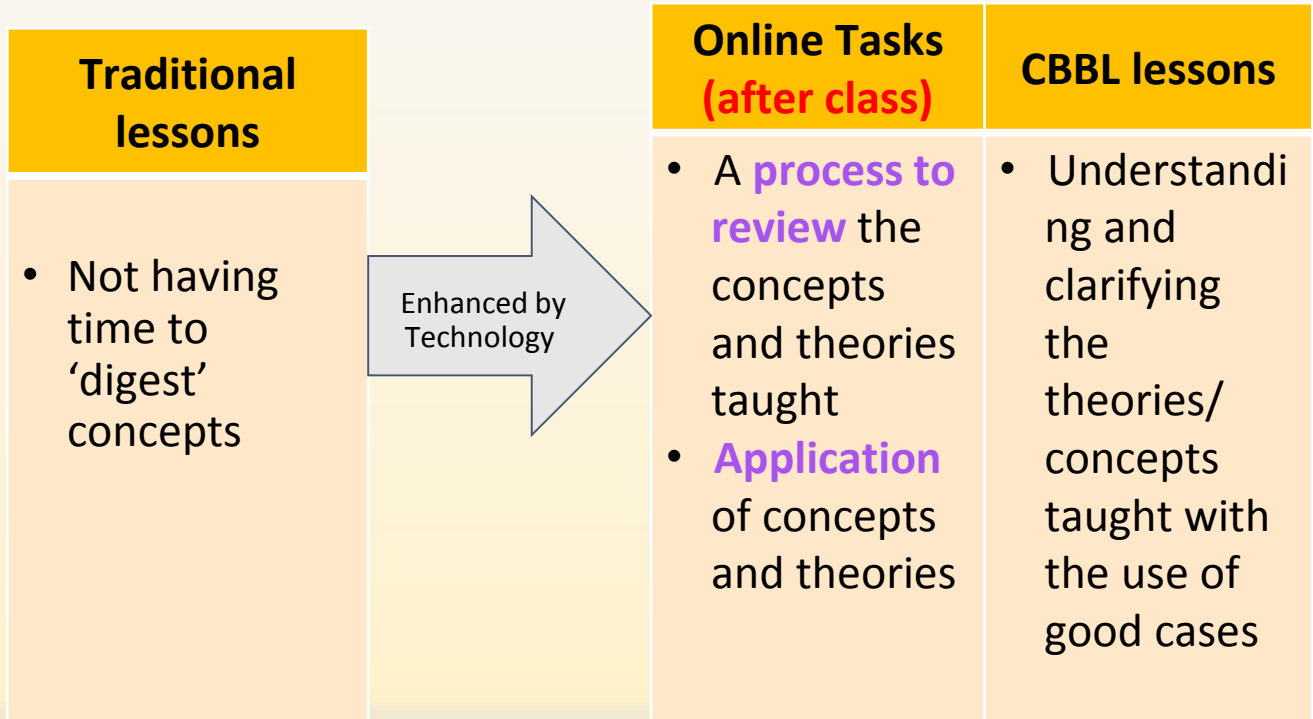 Traditional
lessons
• Not having
time to
‘digest’
concepts
Enhanced by
Technology
Online Tasks
(after class)
• A process to
review the
concepts
and theories
taught
• Application
of concepts
and theories
CBBL lessons
• Understandi
ng and
clarifying
the
theories/
concepts
taught with
the use of
good cases